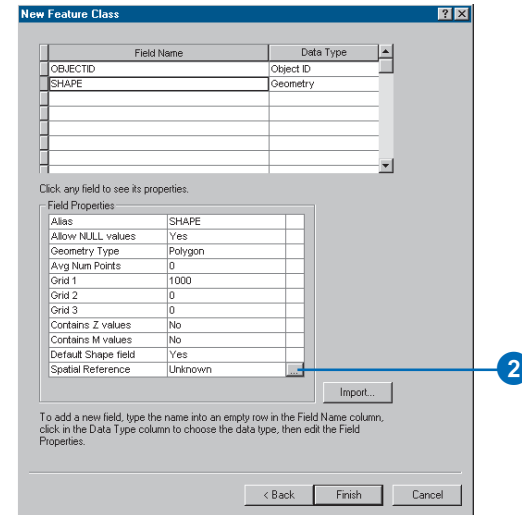 New Feature Class
Field Name Data Type
OBJECTID Object ID
SHAPE Geometry
Click any field to see its properties.
Field Properties
Alias SHAPE
Allow NULL values Yes
Geometry Type Polygon
Avg Num Points 0
Grid 1 1000
Grid 2 0
Grid 3 0
Contains Z values No
Contains M values No
Default Shape field Yes
Spatial Reference Unknown ...
2
Import...
To add a new field, type the name into an empty row in the Field Name column,
click in the Data Type column to choose the data type, then edit the Field
Properties.
< Back Finish Cancel